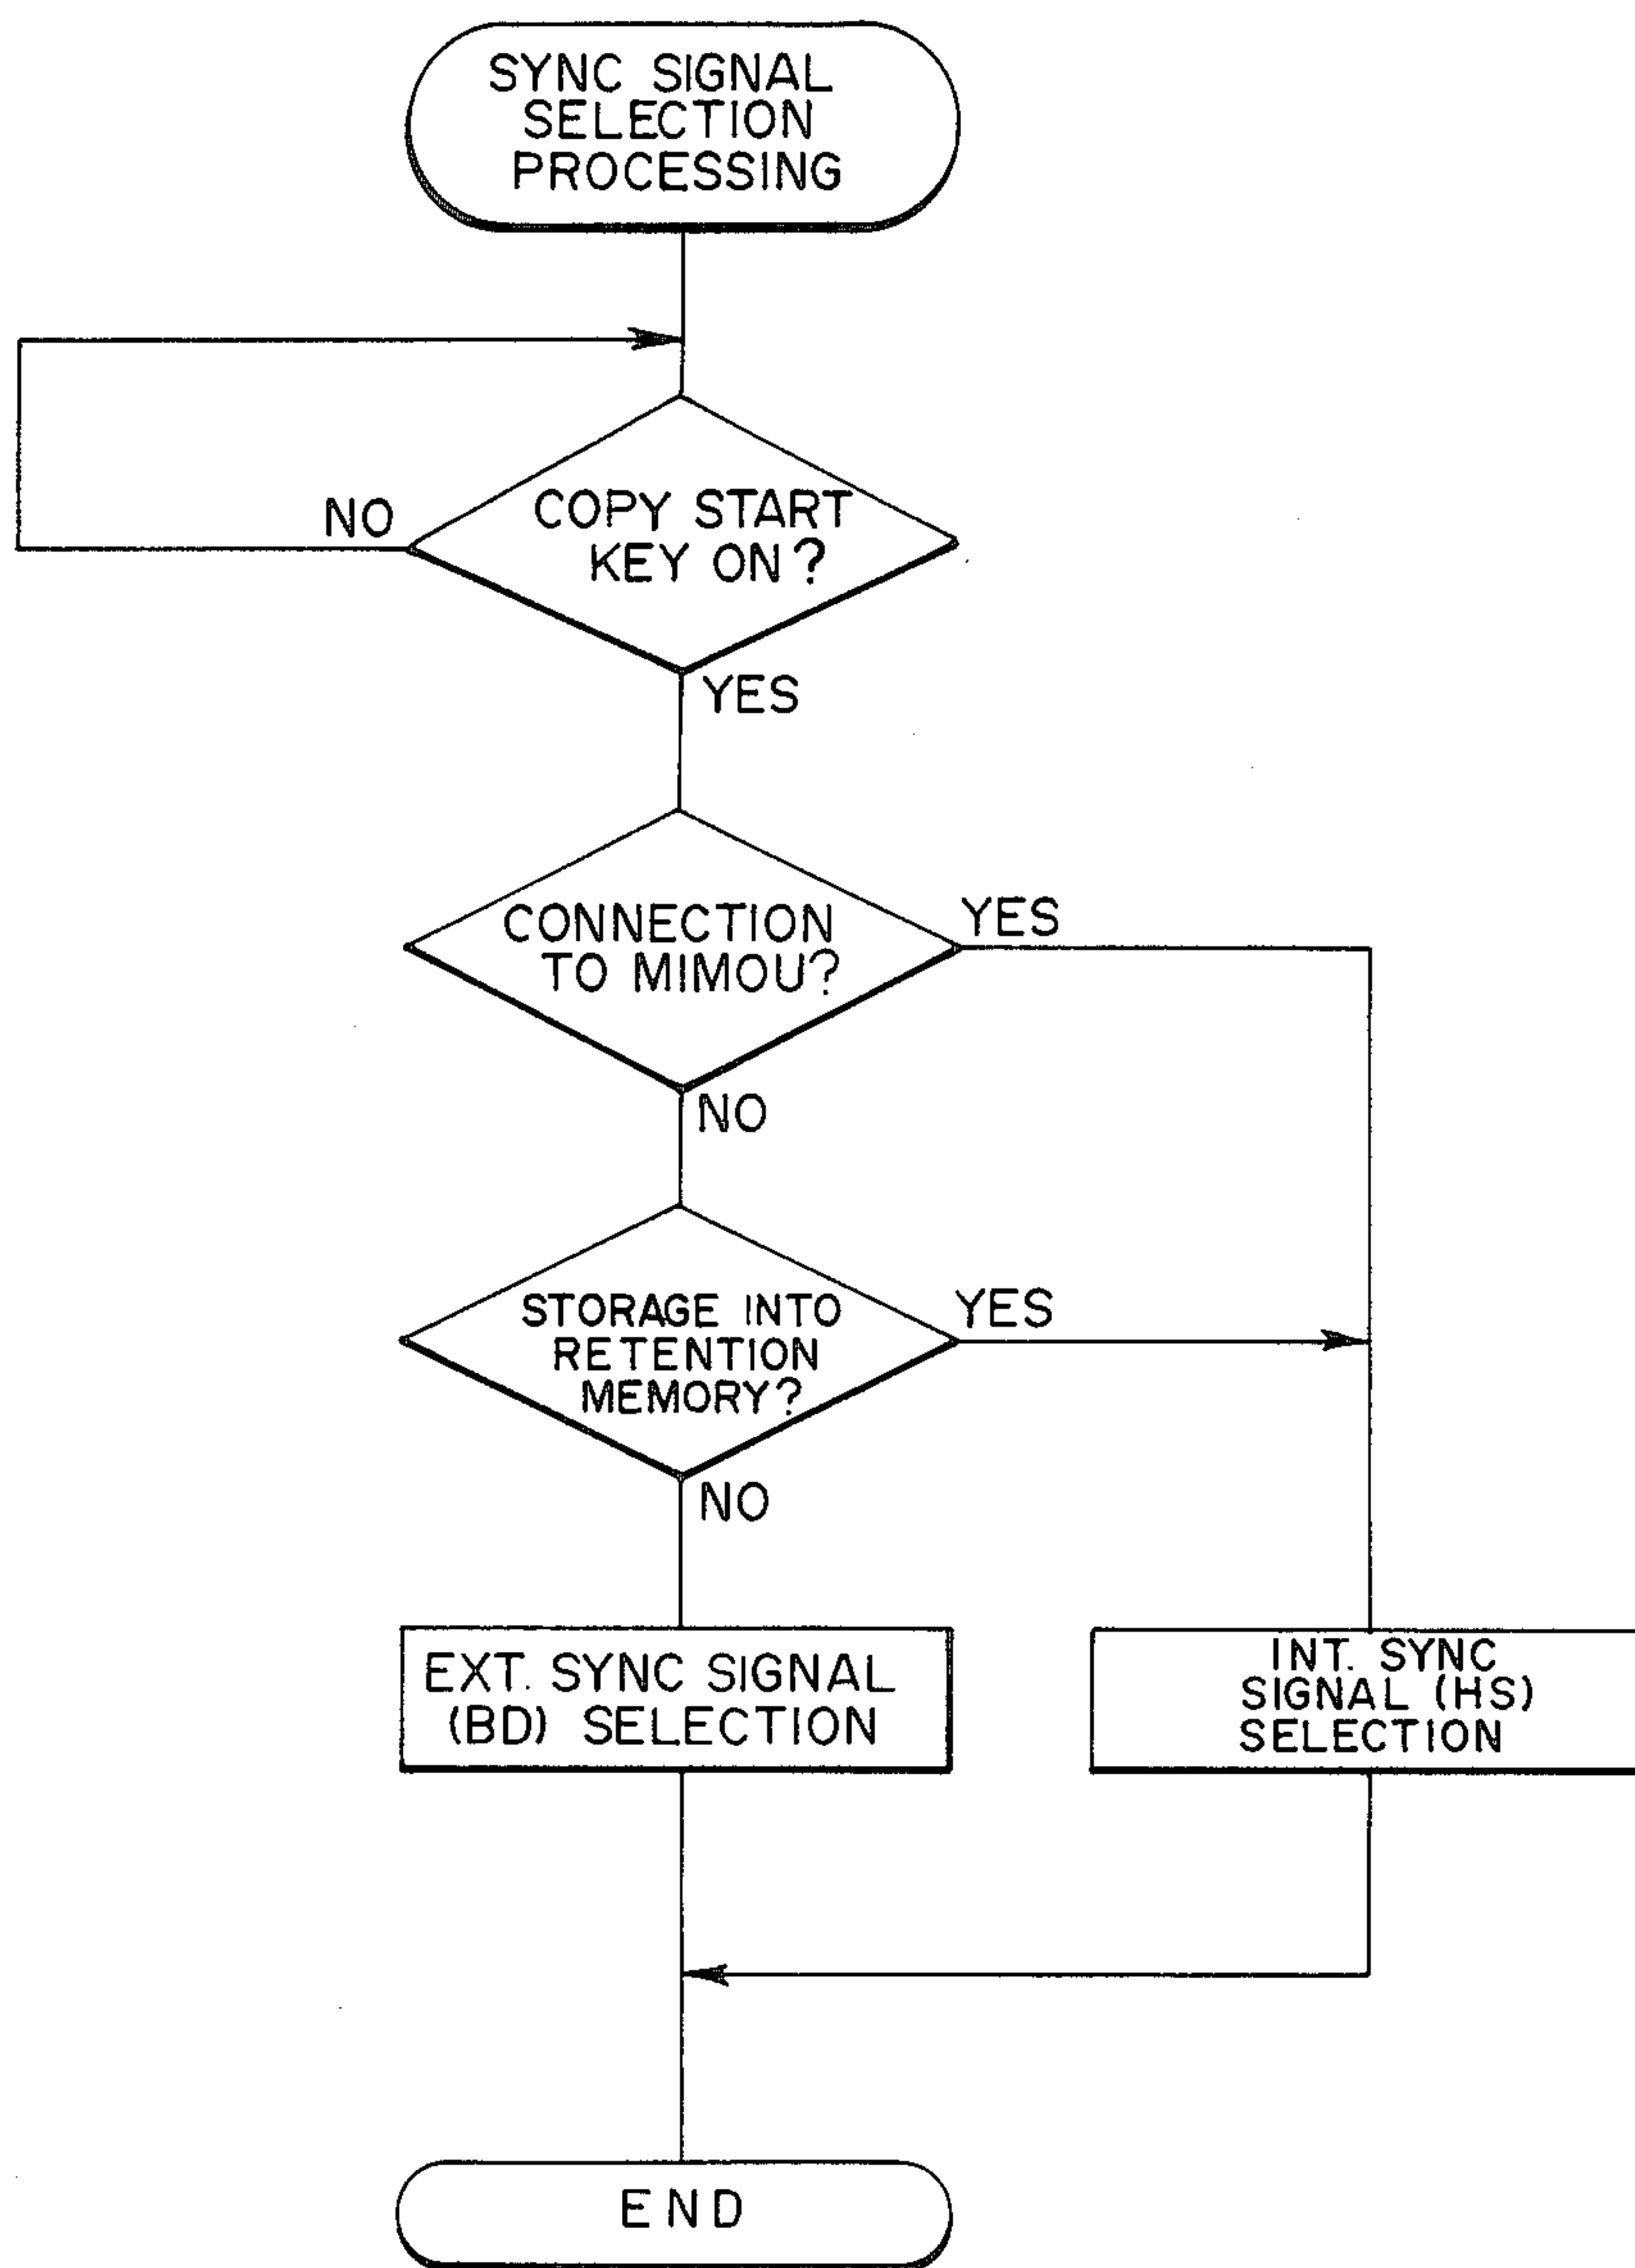 SYNC SIGNAL
SELECTION
PROCESSING
NO
COPY START
KEY ON?
YES
CONNECTION
TO MIMOU?
YES
NO
STORAGE INTO
RETENTION
MEMORY?
YES
NO
EXT. SYNC SIGNAL
(BD) SELECTION
INT. SYNC
SIGNAL (HS)
SELECTION
END